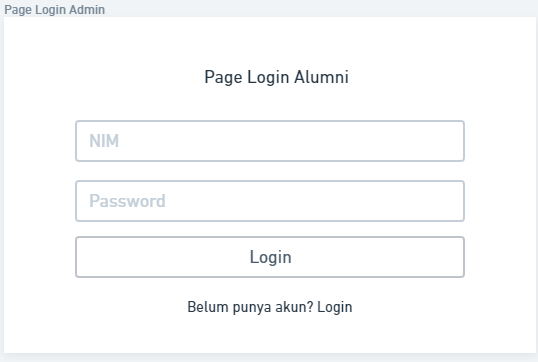 Page Login Admin
Page Login Alumni
NIM
Password
Login
Belum punya akun? Login